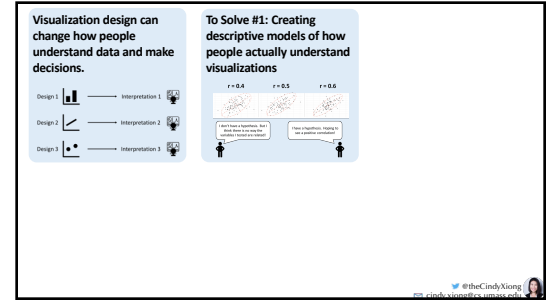 Visualization design can
change how people
understand data and make
decisions.
Design 1
Interpretation 1
Design 2
Interpretation 2
Design 3
Interpretation 3
To Solve #1: Creating
descriptive models of how
people actually understand
visualizations
r = 0.4 r = 0.5 r = 0.6
I don't have a hypothesis. But I
think there is no way the
variables I tested are related!
I have a hypothesis. Hoping to
see a positive correlation!
@theCindyXiong
cindy.xiong@cs.umass.edu